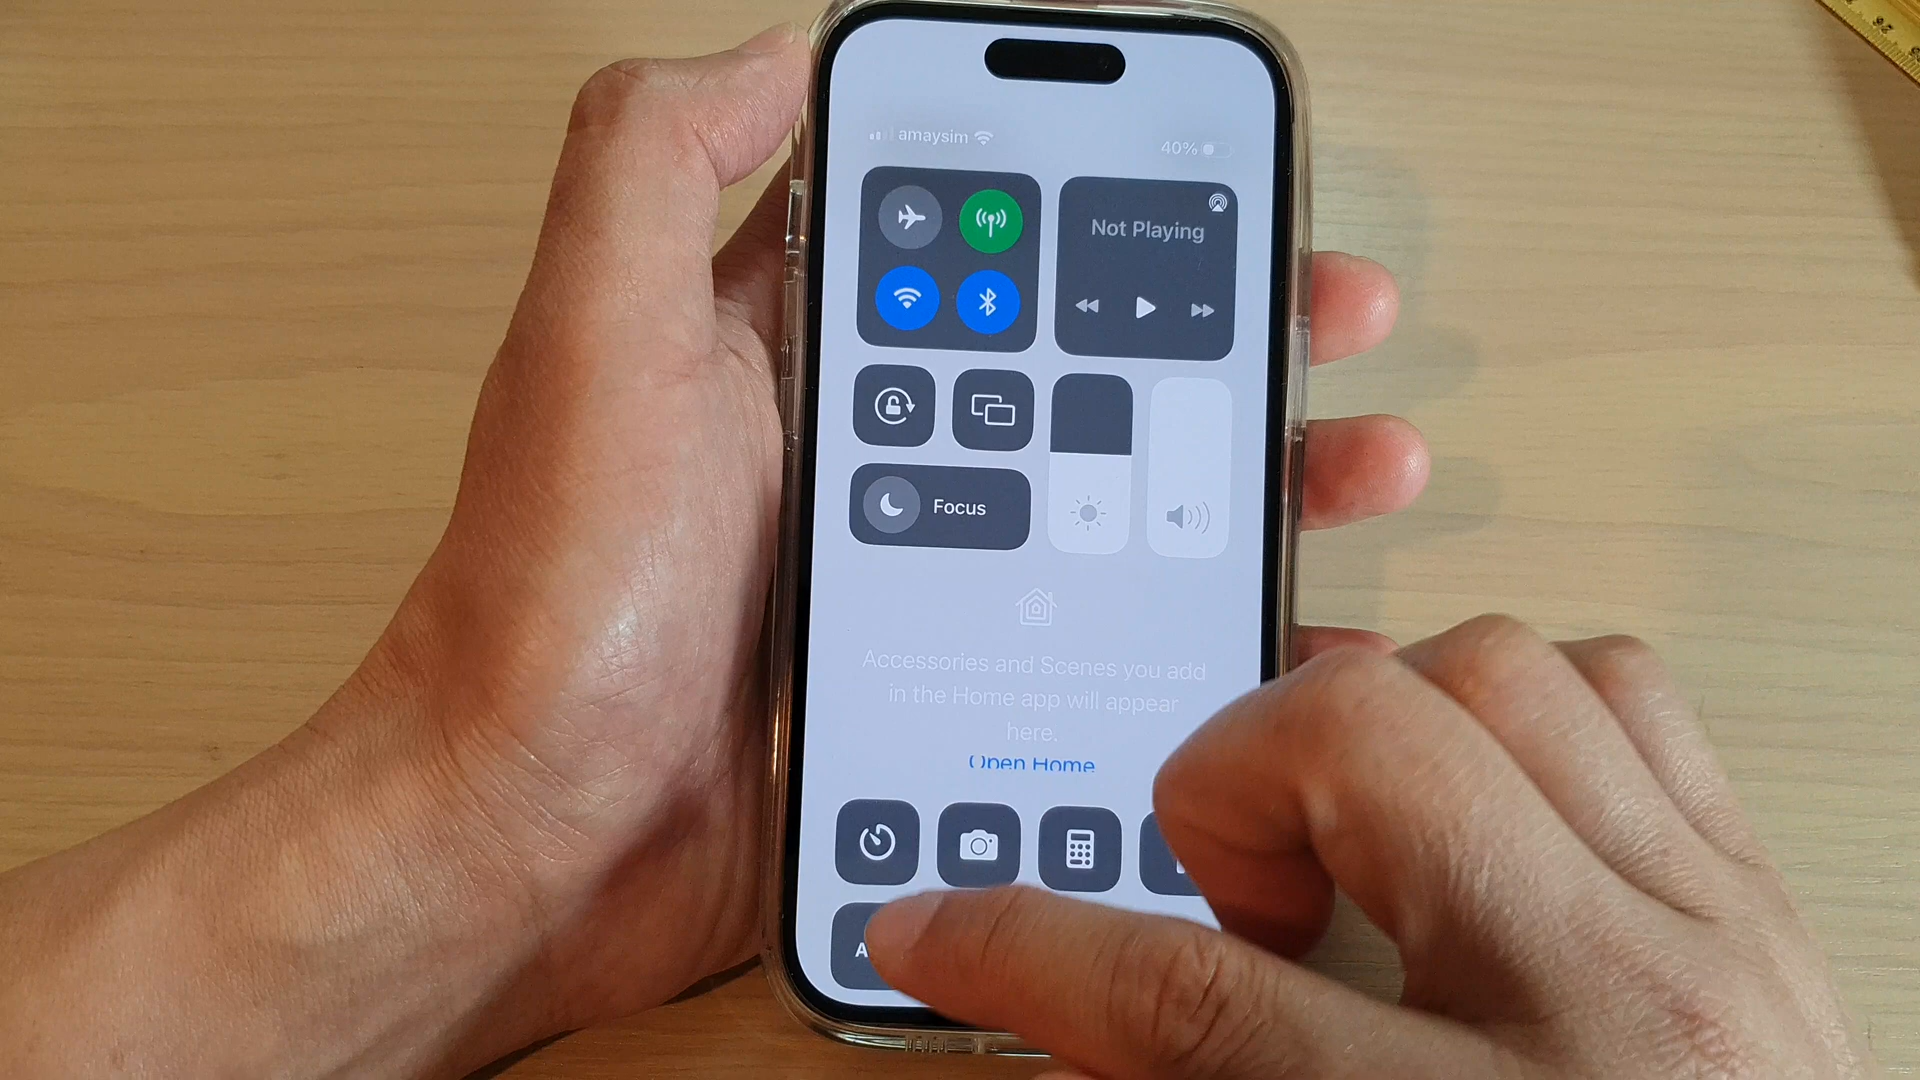 amaysim
40%
Not Playing
Focus
Accessories and Scenes you add
in the Home app will appear
here.
Open Home
A
26